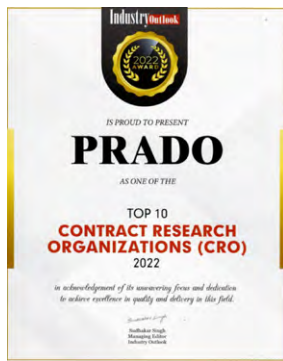 Industry Outlook
2022
AWARD
IS PROUD TO PRESENT
PRADO
AS ONE OF THE
TOP 10
CONTRACT RESEARCH
ORGANIZATIONS (CRO)
2022
in acknowledgement of its unwavering focus and dedication
to achieve excellence in quality and delivery in this field.
Sudhakar Singh
Managing Editor
Industry Outlook